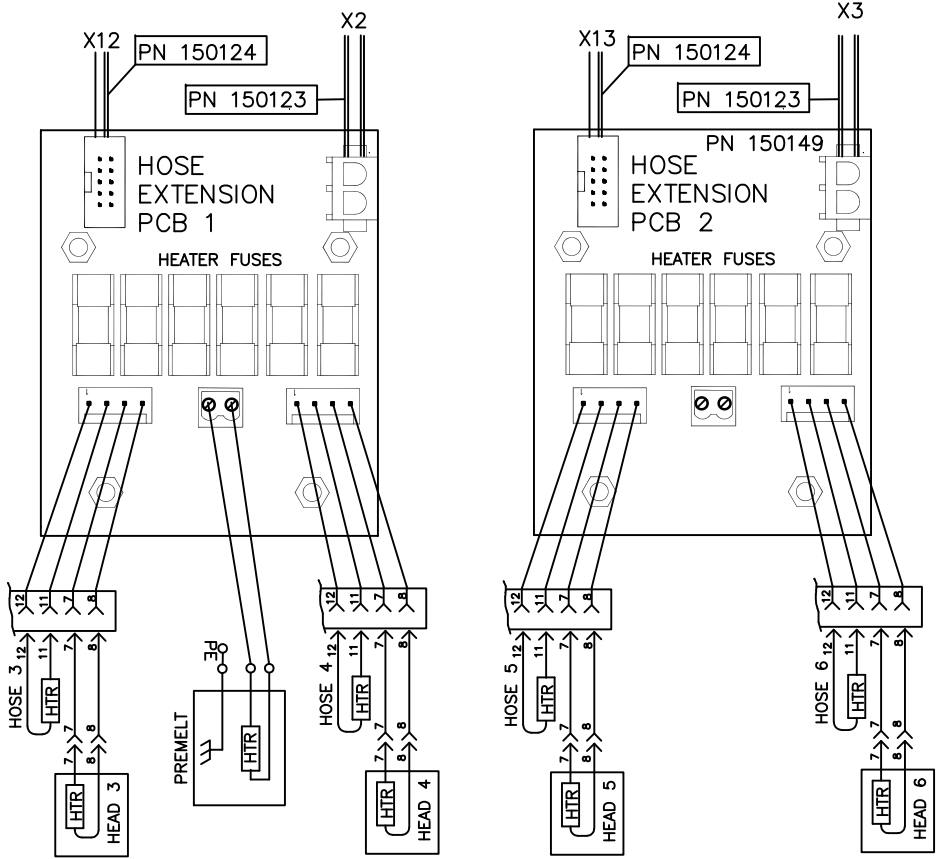 X12
X2
PN 150124
PN 150123
HOSE
EXTENSION
PCB 1
HEATER FUSES
12
11
7
8
12
11
7
8
HOSE 3
HTR
7
8
HTR
HEAD 3
PE
PREMELT
HTR
12
11
7
8
12
11
7
8
HOSE 4
HTR
7
8
HTR
HEAD 4
X13
X3
PN 150124
PN 150123
PN 150149
HOSE
EXTENSION
PCB 2
HEATER FUSES
12
11
7
8
12
11
7
8
HOSE 5
HTR
7
8
HTR
HEAD 5
12
11
7
8
12
11
7
8
HOSE 6
HTR
7
8
HTR
HEAD 6